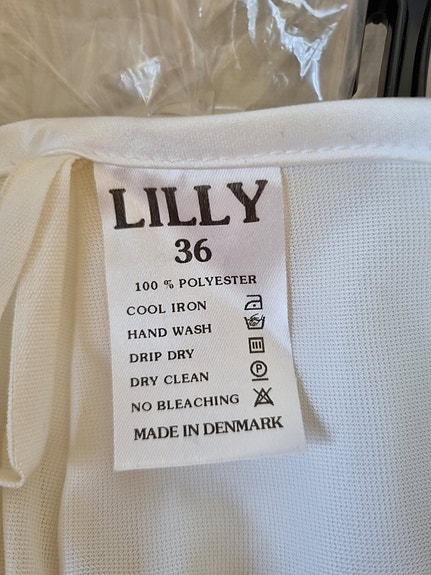 LILLY
36
100 % POLYESTER
COOL IRON
HAND WASH
DRIP DRY
DRY CLEAN
P
NO BLEACHING
MADE IN DENMARK